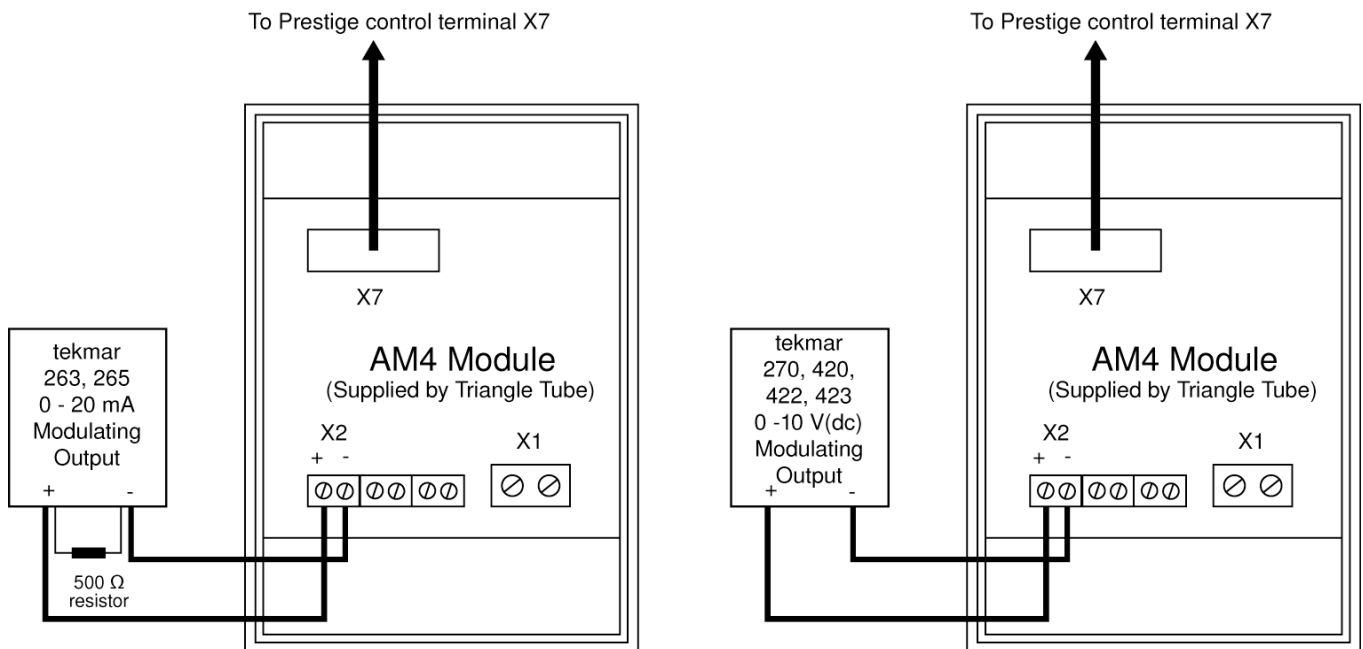 To Prestige control terminal X7
X7
AM4 Module
(Supplied by Triangle Tube)
X2
+ -
X1
tekmar
263, 265
0 - 20 mA
Modulating
Output
+ -
500 Ω
resistor
To Prestige control terminal X7
X7
AM4 Module
(Supplied by Triangle Tube)
X2
+ -
X1
tekmar
270, 420,
422, 423
0 -10 V(dc)
Modulating
Output
+ -